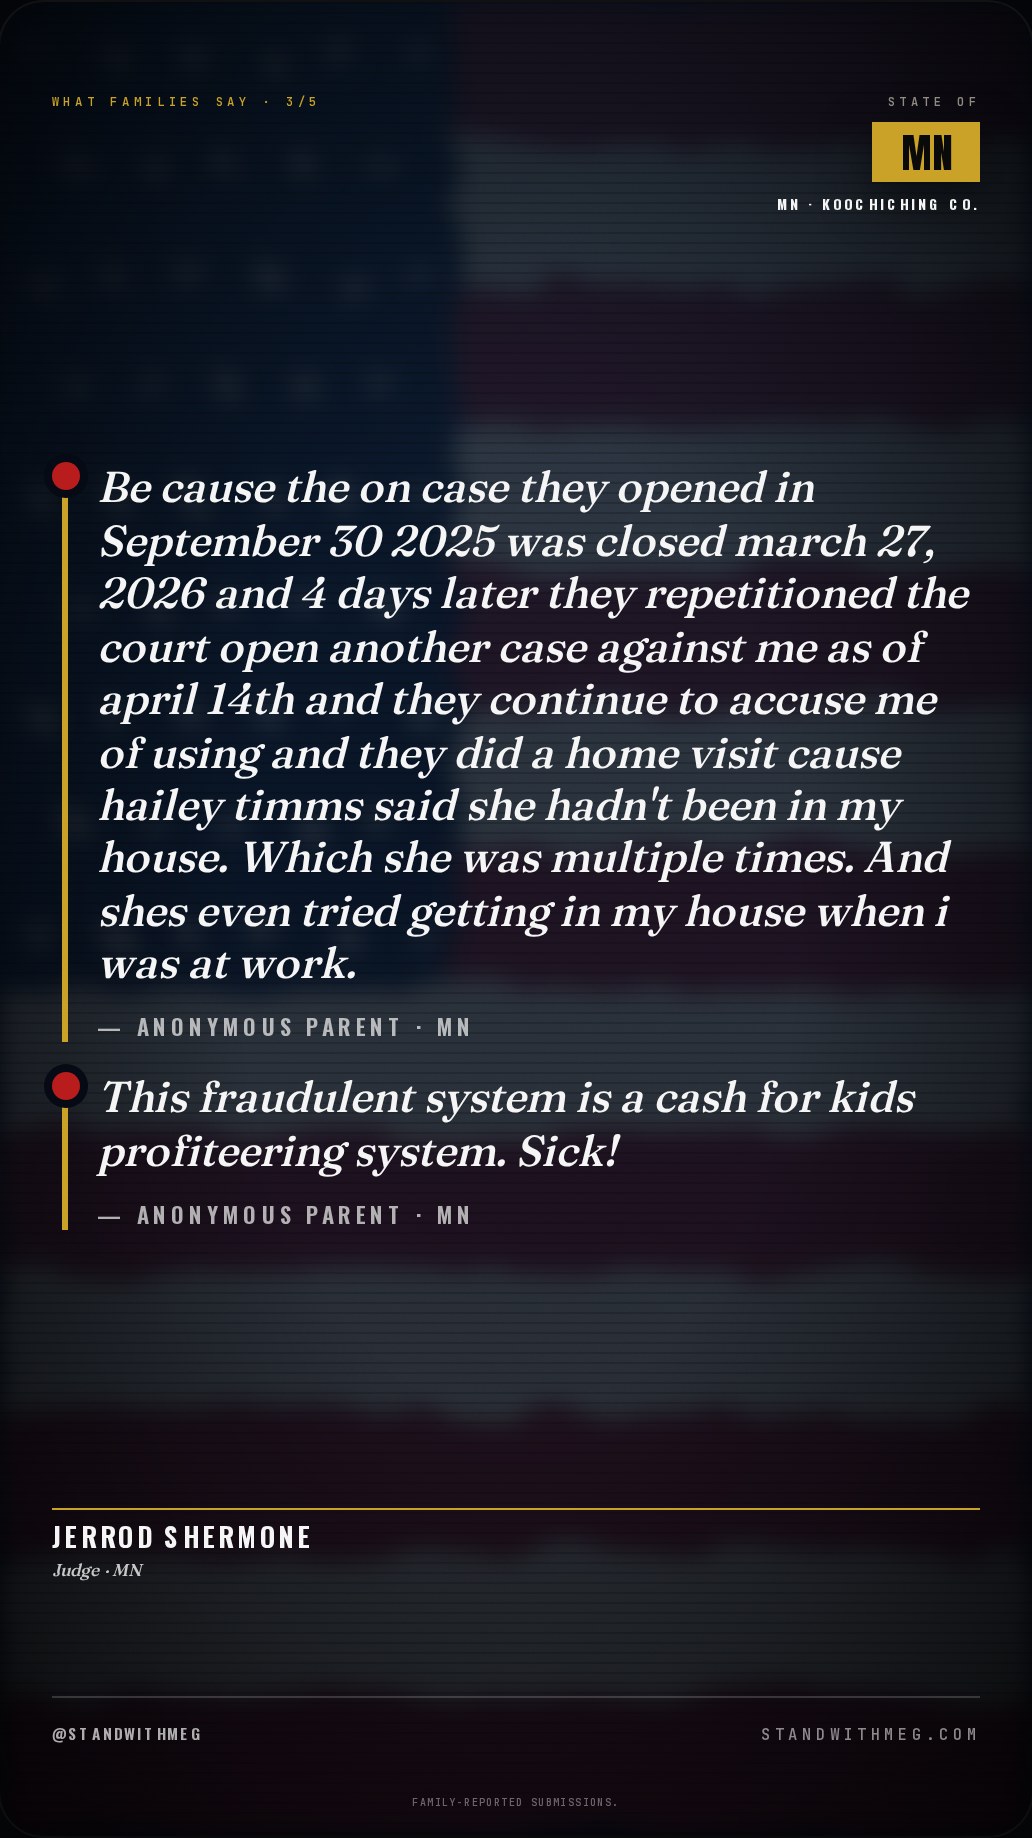 WHAT FAMILIES SAY · 3/5
STATE OF
MN
MN · KOOCHICHING CO.
Be cause the on case they opened in
September 30 2025 was closed march 27,
2026 and 4 days later they repetitioned the
court open another case against me as of
april 14th and they continue to accuse me
of using and they did a home visit cause
hailey timms said she hadn't been in my
house. Which she was multiple times. And
shes even tried getting in my house when i
was at work.
— ANONYMOUS PARENT · MN
This fraudulent system is a cash for kids
profiteering system. Sick!
— ANONYMOUS PARENT · MN
JERROD SHERMONE
Judge · MN
@STANDWITHMEG
STANDWITHMEG.COM
FAMILY-REPORTED SUBMISSIONS.